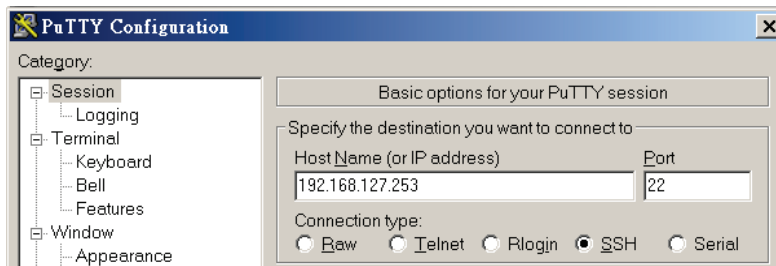 PuTTY Configuration
Category:
Session
Logging
Terminal
Keyboard
Bell
Features
Window
Appearance
Basic options for your PuTTY session
Specify the destination you want to connect to
Host Name (or IP address) Port
192.168.127.253 22
Connection type:
Raw Telnet Rlogin SSH Serial